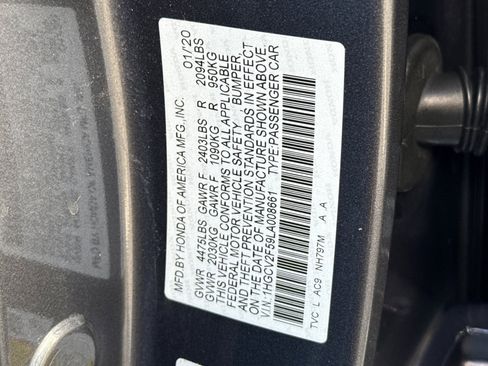 MFD.BY HONDA OF AMERICA MFG.,INC. 01/'20
GVWR 4475LBS GAWR F 2403LBS R 2094LBS
GVWR 2030KG GAWR F 1090KG R 950KG
THIS VEHICLE CONFORMS TO ALL APPLICABLE
FEDERAL MOTOR VEHICLE SAFETY BUMPER,
AND THEFT PREVENTION STANDARDS IN EFFECT
ON THE DATE OF MANUFACTURE SHOWN ABOVE.
V.I.N:1HGCV2F59LA008661 TYPE:PASSENGER CAR
TVC L AC9 NH797M A A